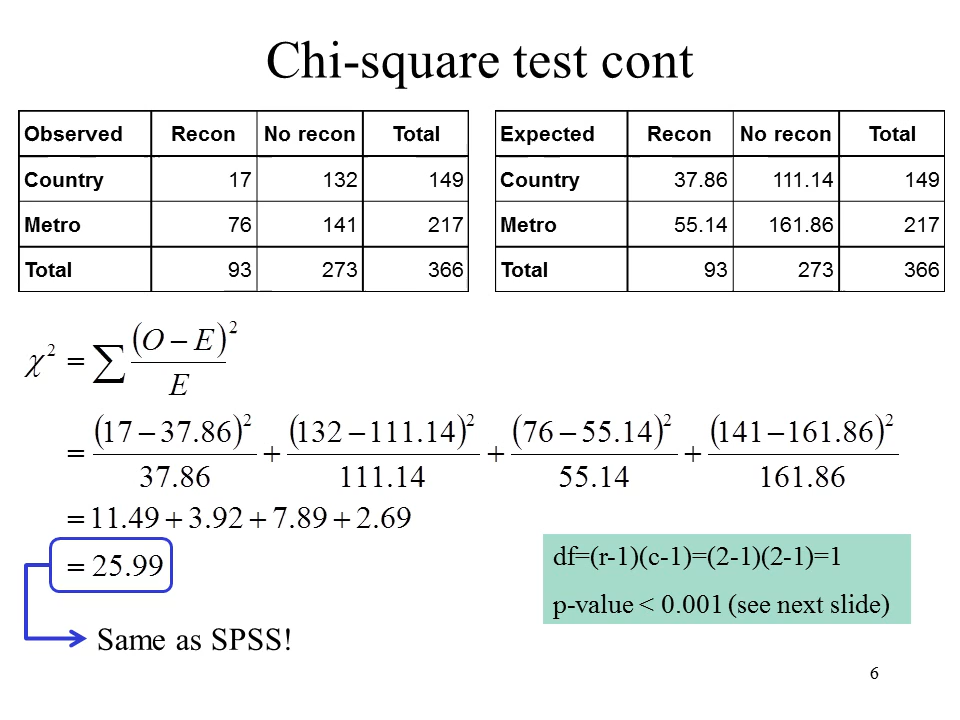 Chi-square test cont
Observed Recon No recon Total
Country 17 132 149
Metro 76 141 217
Total 93 273 366
Expected Recon No recon Total
Country 37.86 111.14 149
Metro 55.14 161.86 217
Total 93 273 366
χ² = ∑ (O − E)² / E
= (17 − 37.86)² / 37.86 + (132 − 111.14)² / 111.14 + (76 − 55.14)² / 55.14 + (141 − 161.86)² / 161.86
= 11.49 + 3.92 + 7.89 + 2.69
= 25.99
Same as SPSS!
df=(r-1)(c-1)=(2-1)(2-1)=1
p-value < 0.001 (see next slide)
6